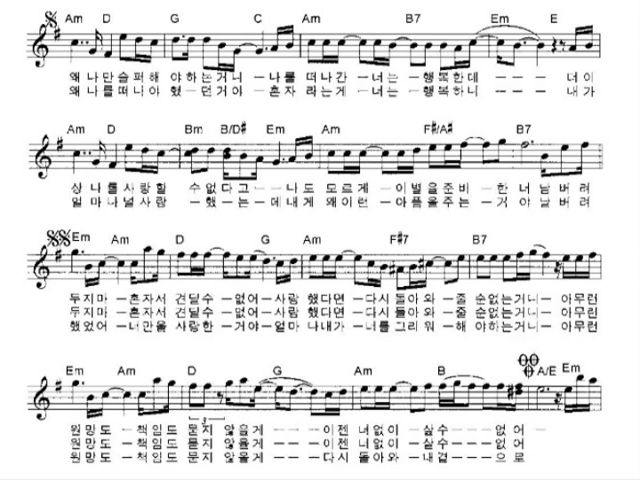 Am D G C Am B7 Em E
왜 나만 슬퍼해 야하는거니 ―나를 떠나간 ―너는 ―행복한데 ― ― ― 더이
왜 나를떠나야 했 ―던거야 ―혼자 라는게 ―너는 ―행복하니 ― ― ― 내가
Am D Bm B/D# Em Am F#/A# B7
상 나를사랑할 수없다고 ―나도 모르게 ―이별을준비 ―한 너 남 버려
얼 마나널사랑 ―했 ―는 데내게 왜이런 ―아픔을주는 ― 거 야 날 버려
Em Am D G Am F#7 B7
두지마 ―혼자서 견딜수 ―없어―사랑 했다면 ―다시 돌아와 ―줄 순없는거니 ―아무런
두지마 ―혼자서 견딜수 ―없어―사랑 했다면 ―다시 돌아와 ―줄 순없는거니 ―아무런
했었어 ―너만을 사랑한 ―거야―얼마 나내가 ―너를그리 워 ―해 야하는거니 ―아무런
Em Am D G Am B A/E Em
3
원망도 ―책임도 묻지 않을게 ― ― ―이젠 너없이 ―살수 ― ― ―없 어
원망도 ―책임도 묻지 않을게 ― ― ―이젠 너없이 ―살수 ― ― ―없 어
원망도 ―책임도 묻지 않을게 ― ― ―다시 돌아와 ―내곁 ― ― ―으 로